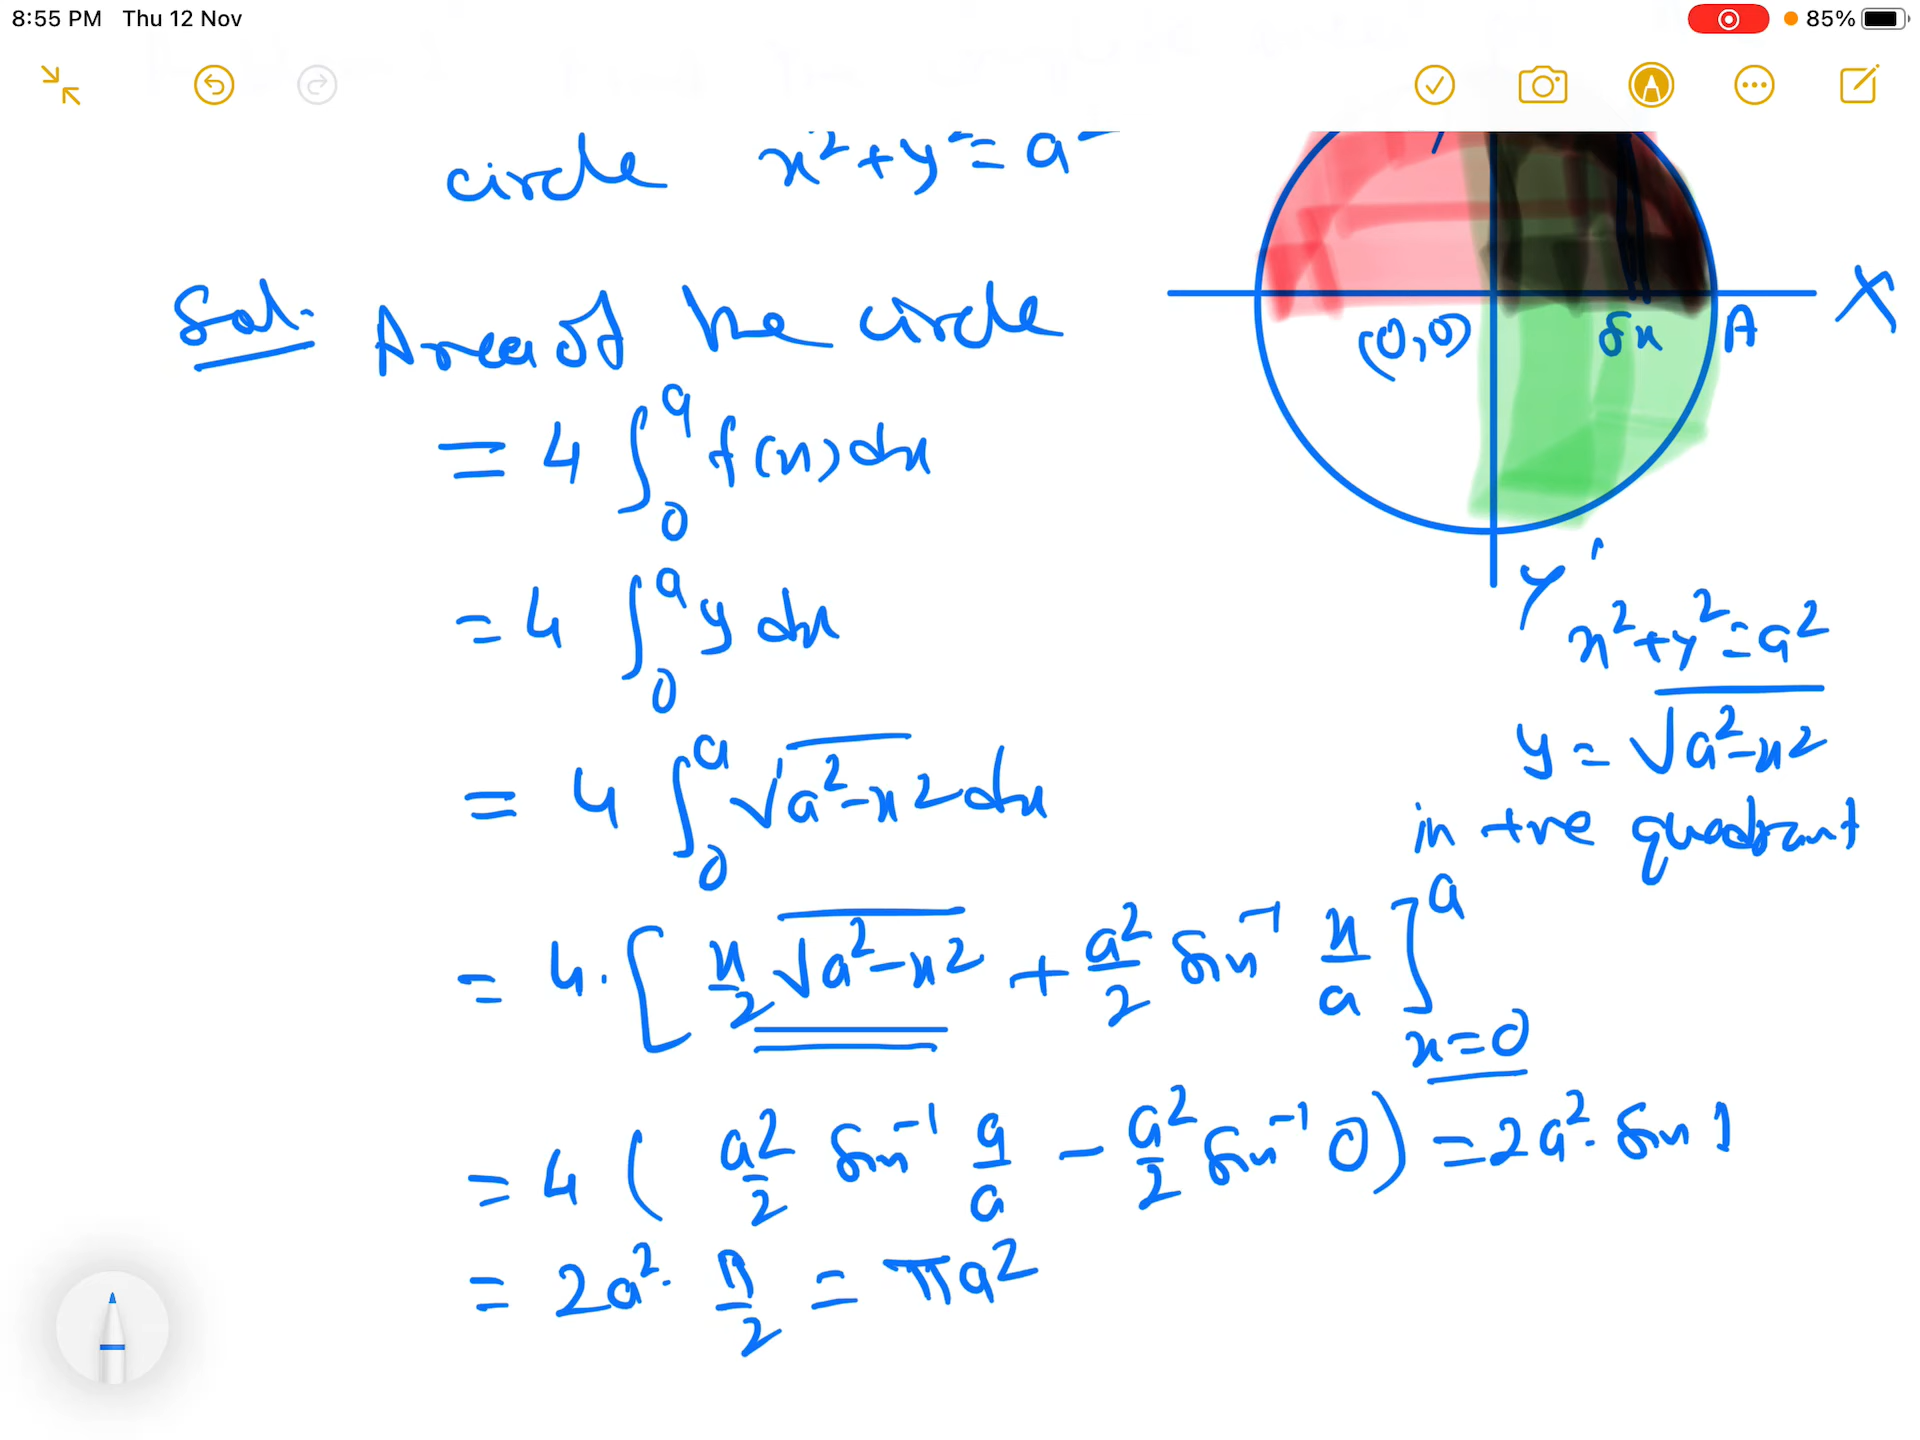 8:55 PM Thu 12 Nov
85%
circle x²+y²=a²
Sol. Area of the circle
(0,0) δx A X
= 4 ∫₀ᵃ f(x)dx
Y'
= 4 ∫₀ᵃ y dx
x²+y²=a²
y = √(a²-x²)
= 4 ∫₀ᵃ √(a²-x²) dx
in +ve quadrant
= 4·[ x/2 √(a²-x²) + a²/2 sin⁻¹ x/a ]ᵃ
x=0
= 4 ( a²/2 sin⁻¹ a/a - a²/2 sin⁻¹ 0) = 2a²· sin 1
= 2a²· π/2 = πa²